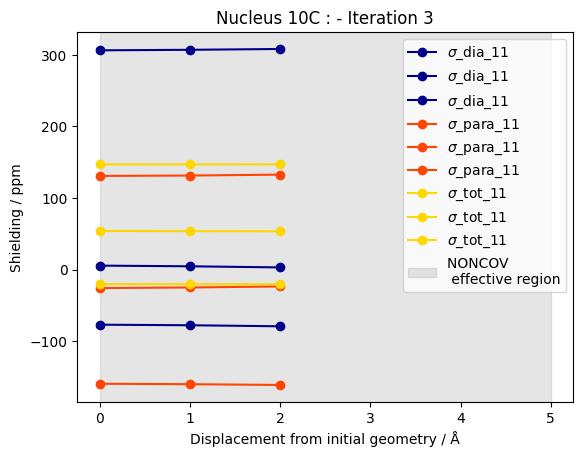 Nucleus 10C : - Iteration 3
Shielding / ppm
300
200
100
0
−100
σ_dia_11
σ_dia_11
σ_dia_11
σ_para_11
σ_para_11
σ_para_11
σ_tot_11
σ_tot_11
σ_tot_11
NONCOV
effective region
0 1 2 3 4 5
Displacement from initial geometry / Å